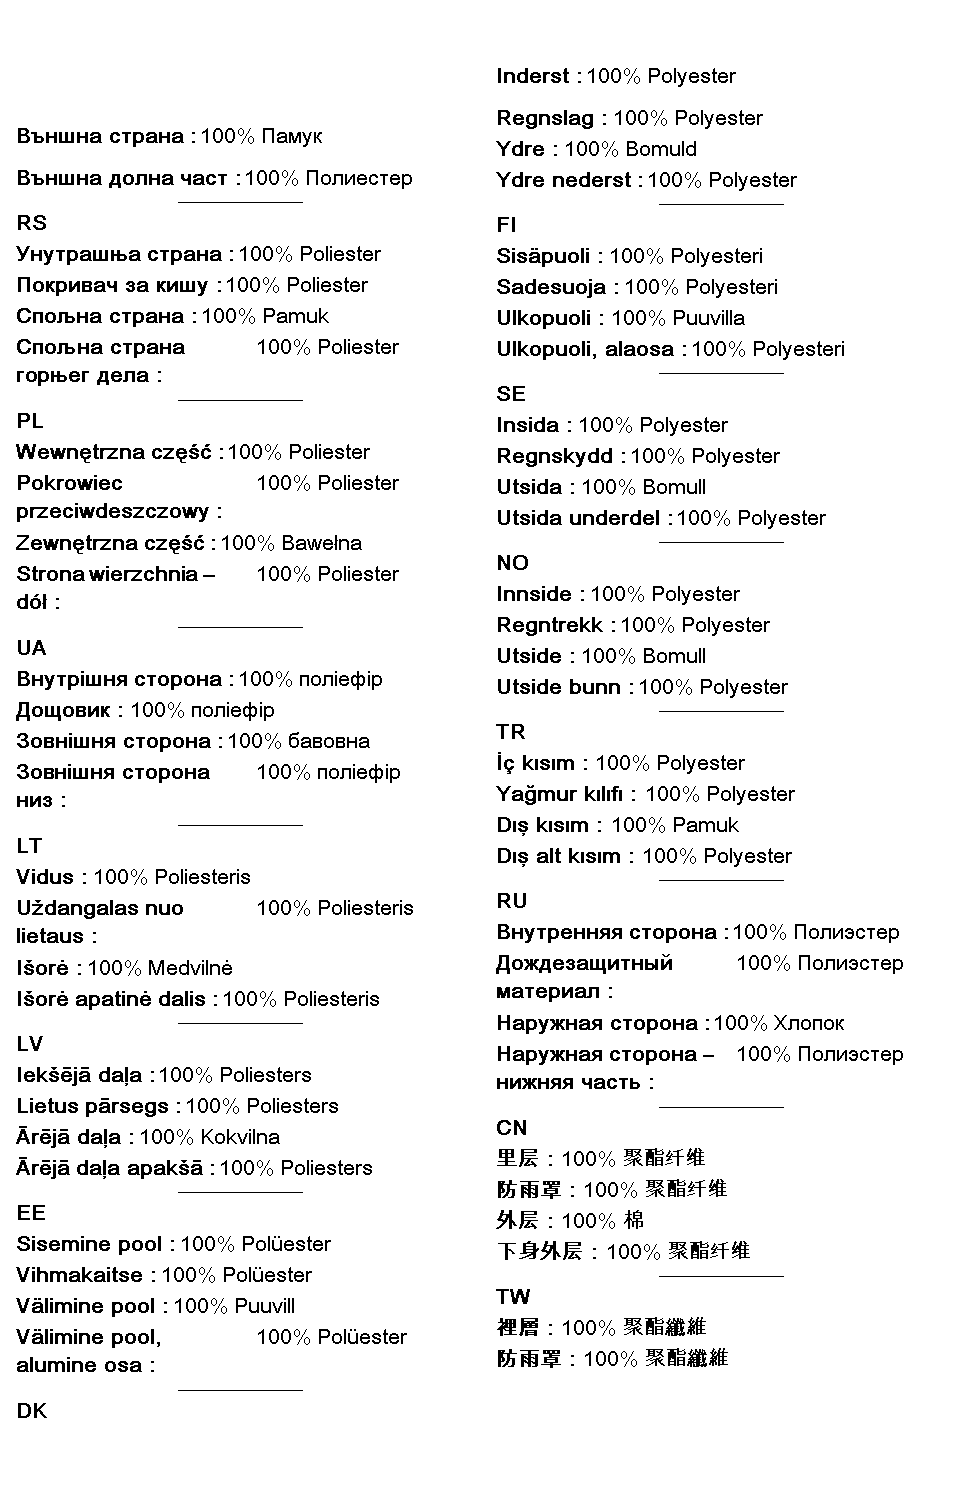 Външна страна : 100% Памук
Външна долна част : 100% Полиестер
RS
Унутрашња страна : 100% Poliester
Покривач за кишу : 100% Poliester
Спољна страна : 100% Pamuk
Спољна страна 100% Poliester
горњег дела :
PL
Wewnętrzna część : 100% Poliester
Pokrowiec 100% Poliester
przeciwdeszczowy :
Zewnętrzna część : 100% Bawełna
Strona wierzchnia – 100% Poliester
dół :
UA
Внутрішня сторона : 100% поліефір
Дощовик : 100% поліефір
Зовнішня сторона : 100% бавовна
Зовнішня сторона 100% поліефір
низ :
LT
Vidus : 100% Poliesteris
Uždangalas nuo 100% Poliesteris
lietaus :
Išorė : 100% Medvilnė
Išorė apatinė dalis : 100% Poliesteris
LV
Iekšējā daļa : 100% Poliesters
Lietus pārsegs : 100% Poliesters
Ārējā daļa : 100% Kokvilna
Ārējā daļa apakšā : 100% Poliesters
EE
Sisemine pool : 100% Polüester
Vihmakaitse : 100% Polüester
Välimine pool : 100% Puuvill
Välimine pool, 100% Polüester
alumine osa :
DK
Inderst : 100% Polyester
Regnslag : 100% Polyester
Ydre : 100% Bomuld
Ydre nederst : 100% Polyester
FI
Sisäpuoli : 100% Polyesteri
Sadesuoja : 100% Polyesteri
Ulkopuoli : 100% Puuvilla
Ulkopuoli, alaosa : 100% Polyesteri
SE
Insida : 100% Polyester
Regnskydd : 100% Polyester
Utsida : 100% Bomull
Utsida underdel : 100% Polyester
NO
Innside : 100% Polyester
Regntrekk : 100% Polyester
Utside : 100% Bomull
Utside bunn : 100% Polyester
TR
İç kısım : 100% Polyester
Yağmur kılıfı : 100% Polyester
Dış kısım : 100% Pamuk
Dış alt kısım : 100% Polyester
RU
Внутренняя сторона : 100% Полиэстер
Дождезащитный 100% Полиэстер
материал :
Наружная сторона : 100% Хлопок
Наружная сторона – 100% Полиэстер
нижняя часть :
CN
里层 : 100% 聚酯纤维
防雨罩 : 100% 聚酯纤维
外层 : 100% 棉
下身外层 : 100% 聚酯纤维
TW
裡層 : 100% 聚酯纖維
防雨罩 : 100% 聚酯纖維